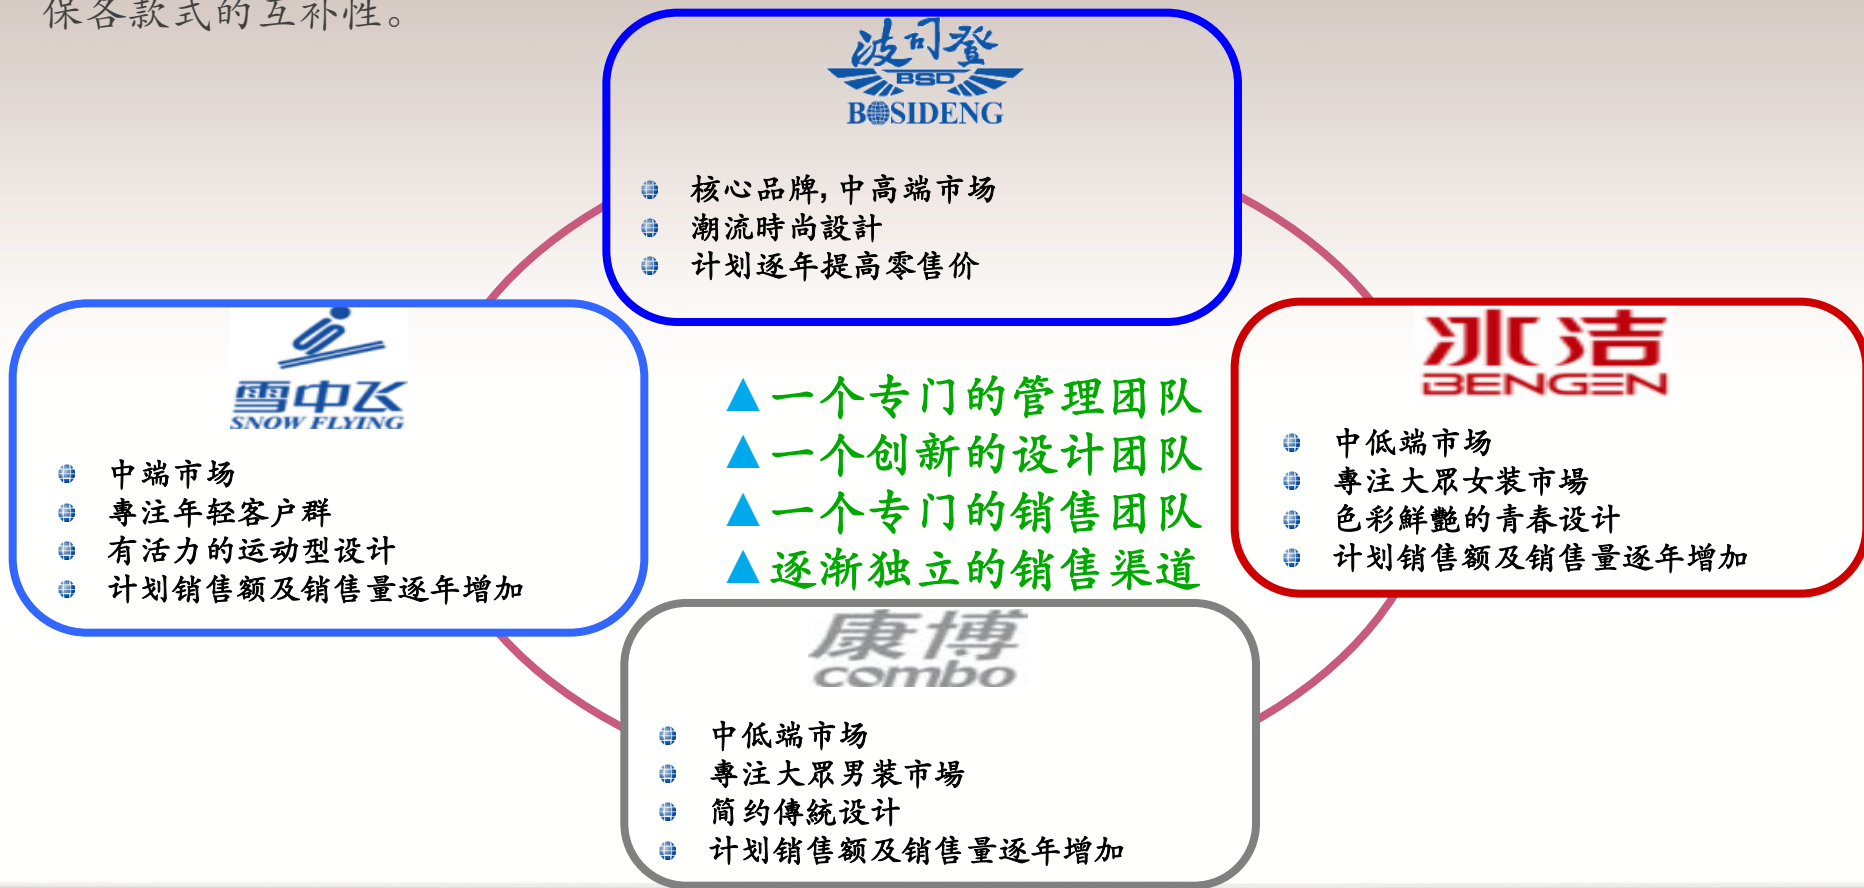 保各款式的互补性。
波司登
BSD
BOSIDENG
核心品牌, 中高端市场
潮流時尚設計
计划逐年提高零售价
雪中飞
SNOW FLYING
中端市场
專注年轻客户群
有活力的运动型设计
计划销售额及销售量逐年增加
▲一个专门的管理团队
▲一个创新的设计团队
▲一个专门的销售团队
▲逐渐独立的销售渠道
冰洁
BENGEN
中低端市场
專注大眾女装市場
色彩鮮艷的青春设计
计划销售额及销售量逐年增加
康博
combo
中低端市场
專注大眾男装市場
简约傳統设计
计划销售额及销售量逐年增加